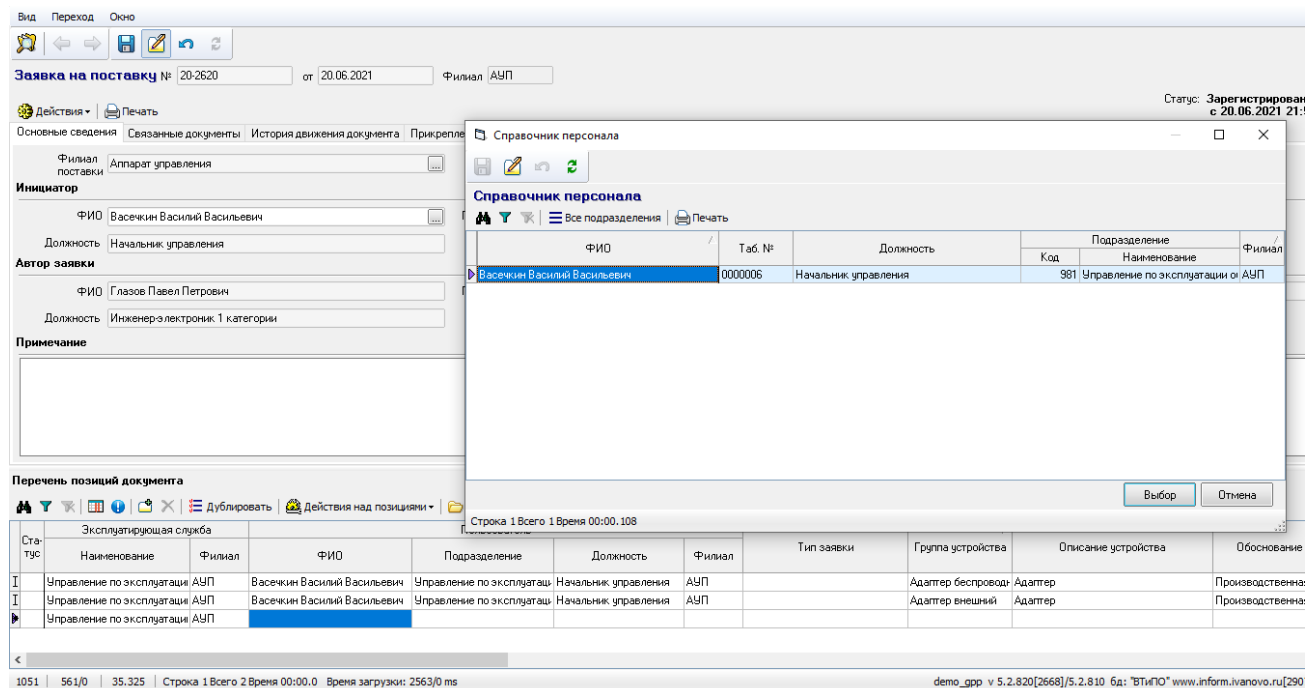 Вид Переход Окно
Заявка на поставку № 20-2620 от 20.06.2021 Филиал АУП
Статус: Зарегистрирован
с 20.06.2021 21:5
Действия Печать
Основные сведения Связанные документы История движения документа Прикрепле
Филиал поставки Аппарат управления ...
Инициатор
ФИО Васечкин Василий Васильевич ...
Должность Начальник управления
Автор заявки
ФИО Глазов Павел Петрович
Должность Инженер-электроник 1 категории
Примечание
Справочник персонала
Справочник персонала
Все подразделения Печать
ФИО Таб. № Должность Подразделение Филиал
Код Наименование
Васечкин Василий Васильевич 0000006 Начальник управления 981 Управление по эксплуатации о АУП
Выбор Отмена
Строка 1 Всего 1 Время 00:00.108
Перечень позиций документа
Дублировать Действия над позициями
Ста-тус Эксплуатирующая служба
Наименование Филиал ФИО Подразделение Должность Филиал Тип заявки Группа устройства Описание устройства Обоснование
I Управление по эксплуатаци АУП Васечкин Василий Васильевич Управление по эксплуатаци Начальник управления АУП Адаптер беспровод Адаптер Производственна
I Управление по эксплуатаци АУП Васечкин Василий Васильевич Управление по эксплуатаци Начальник управления АУП Адаптер внешний Адаптер Производственна
Управление по эксплуатаци АУП
1051 561/0 35.325 Строка 1 Всего 2 Время 00:00.0 Время загрузки: 2563/0 ms demo_gpp v 5.2.820[2668]/5.2.810 бд: "ВТиПО" www.inform.ivanovo.ru[290